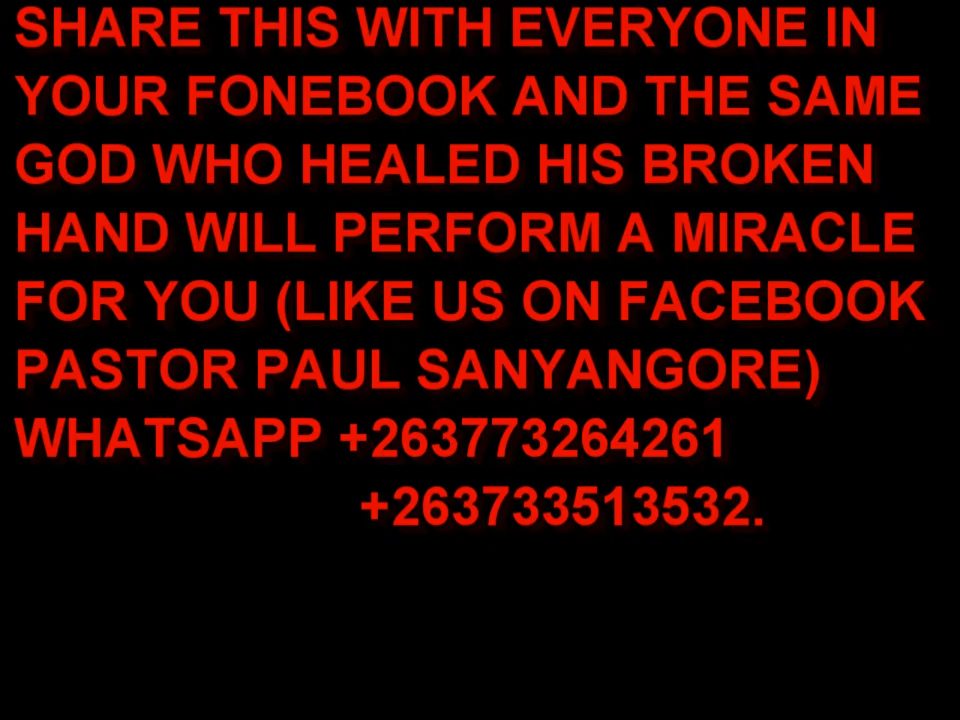 SHARE THIS WITH EVERYONE IN
YOUR FONEBOOK AND THE SAME
GOD WHO HEALED HIS BROKEN
HAND WILL PERFORM A MIRACLE
FOR YOU (LIKE US ON FACEBOOK
PASTOR PAUL SANYANGORE)
WHATSAPP +263773264261
+263733513532.